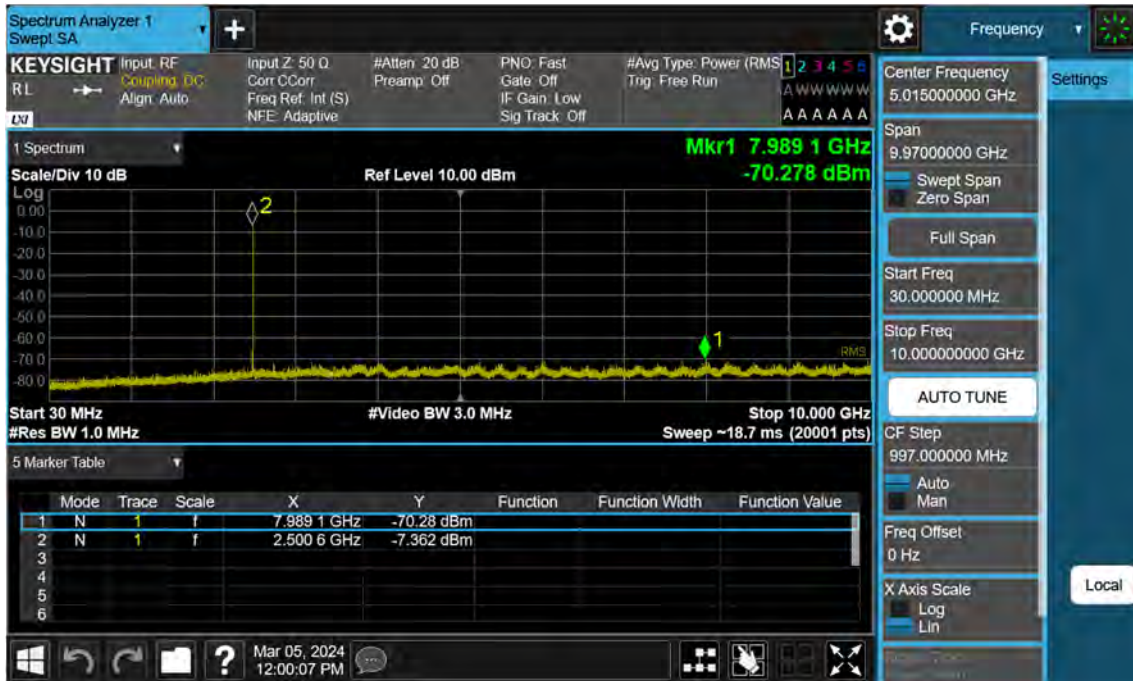 Spectrum Analyzer 1
Swept SA
+
Frequency
KEYSIGHT
RL
LXI
Input: RF
Coupling: DC
Align: Auto
Input Z: 50 Ω
Corr CCorr
Freq Ref: Int (S)
NFE: Adaptive
#Atten: 20 dB
Preamp: Off
PNO: Fast
Gate: Off
IF Gain: Low
Sig Track: Off
#Avg Type: Power (RMS
Trig: Free Run
1 2 3 4 5 6
A W W W W W
A A A A A A
Center Frequency
5.015000000 GHz
Settings
Span
9.97000000 GHz
Swept Span
Zero Span
Full Span
Start Freq
30.000000 MHz
Stop Freq
10.000000000 GHz
AUTO TUNE
CF Step
997.000000 MHz
Auto
Man
Freq Offset
0 Hz
X Axis Scale
Log
Lin
Local
1 Spectrum
Scale/Div 10 dB
Ref Level 10.00 dBm
Mkr1 7.989 1 GHz
-70.278 dBm
Log
0.00
-10.0
-20.0
-30.0
-40.0
-50.0
-60.0
-70.0
-80.0
2
1
RMS
Start 30 MHz
#Video BW 3.0 MHz
Stop 10.000 GHz
#Res BW 1.0 MHz
Sweep ~18.7 ms (20001 pts)
5 Marker Table
Mode Trace Scale X Y Function Function Width Function Value
1 N 1 f 7.989 1 GHz -70.28 dBm
2 N 1 f 2.500 6 GHz -7.362 dBm
3
4
5
6
?
Mar 05, 2024
12:00:07 PM